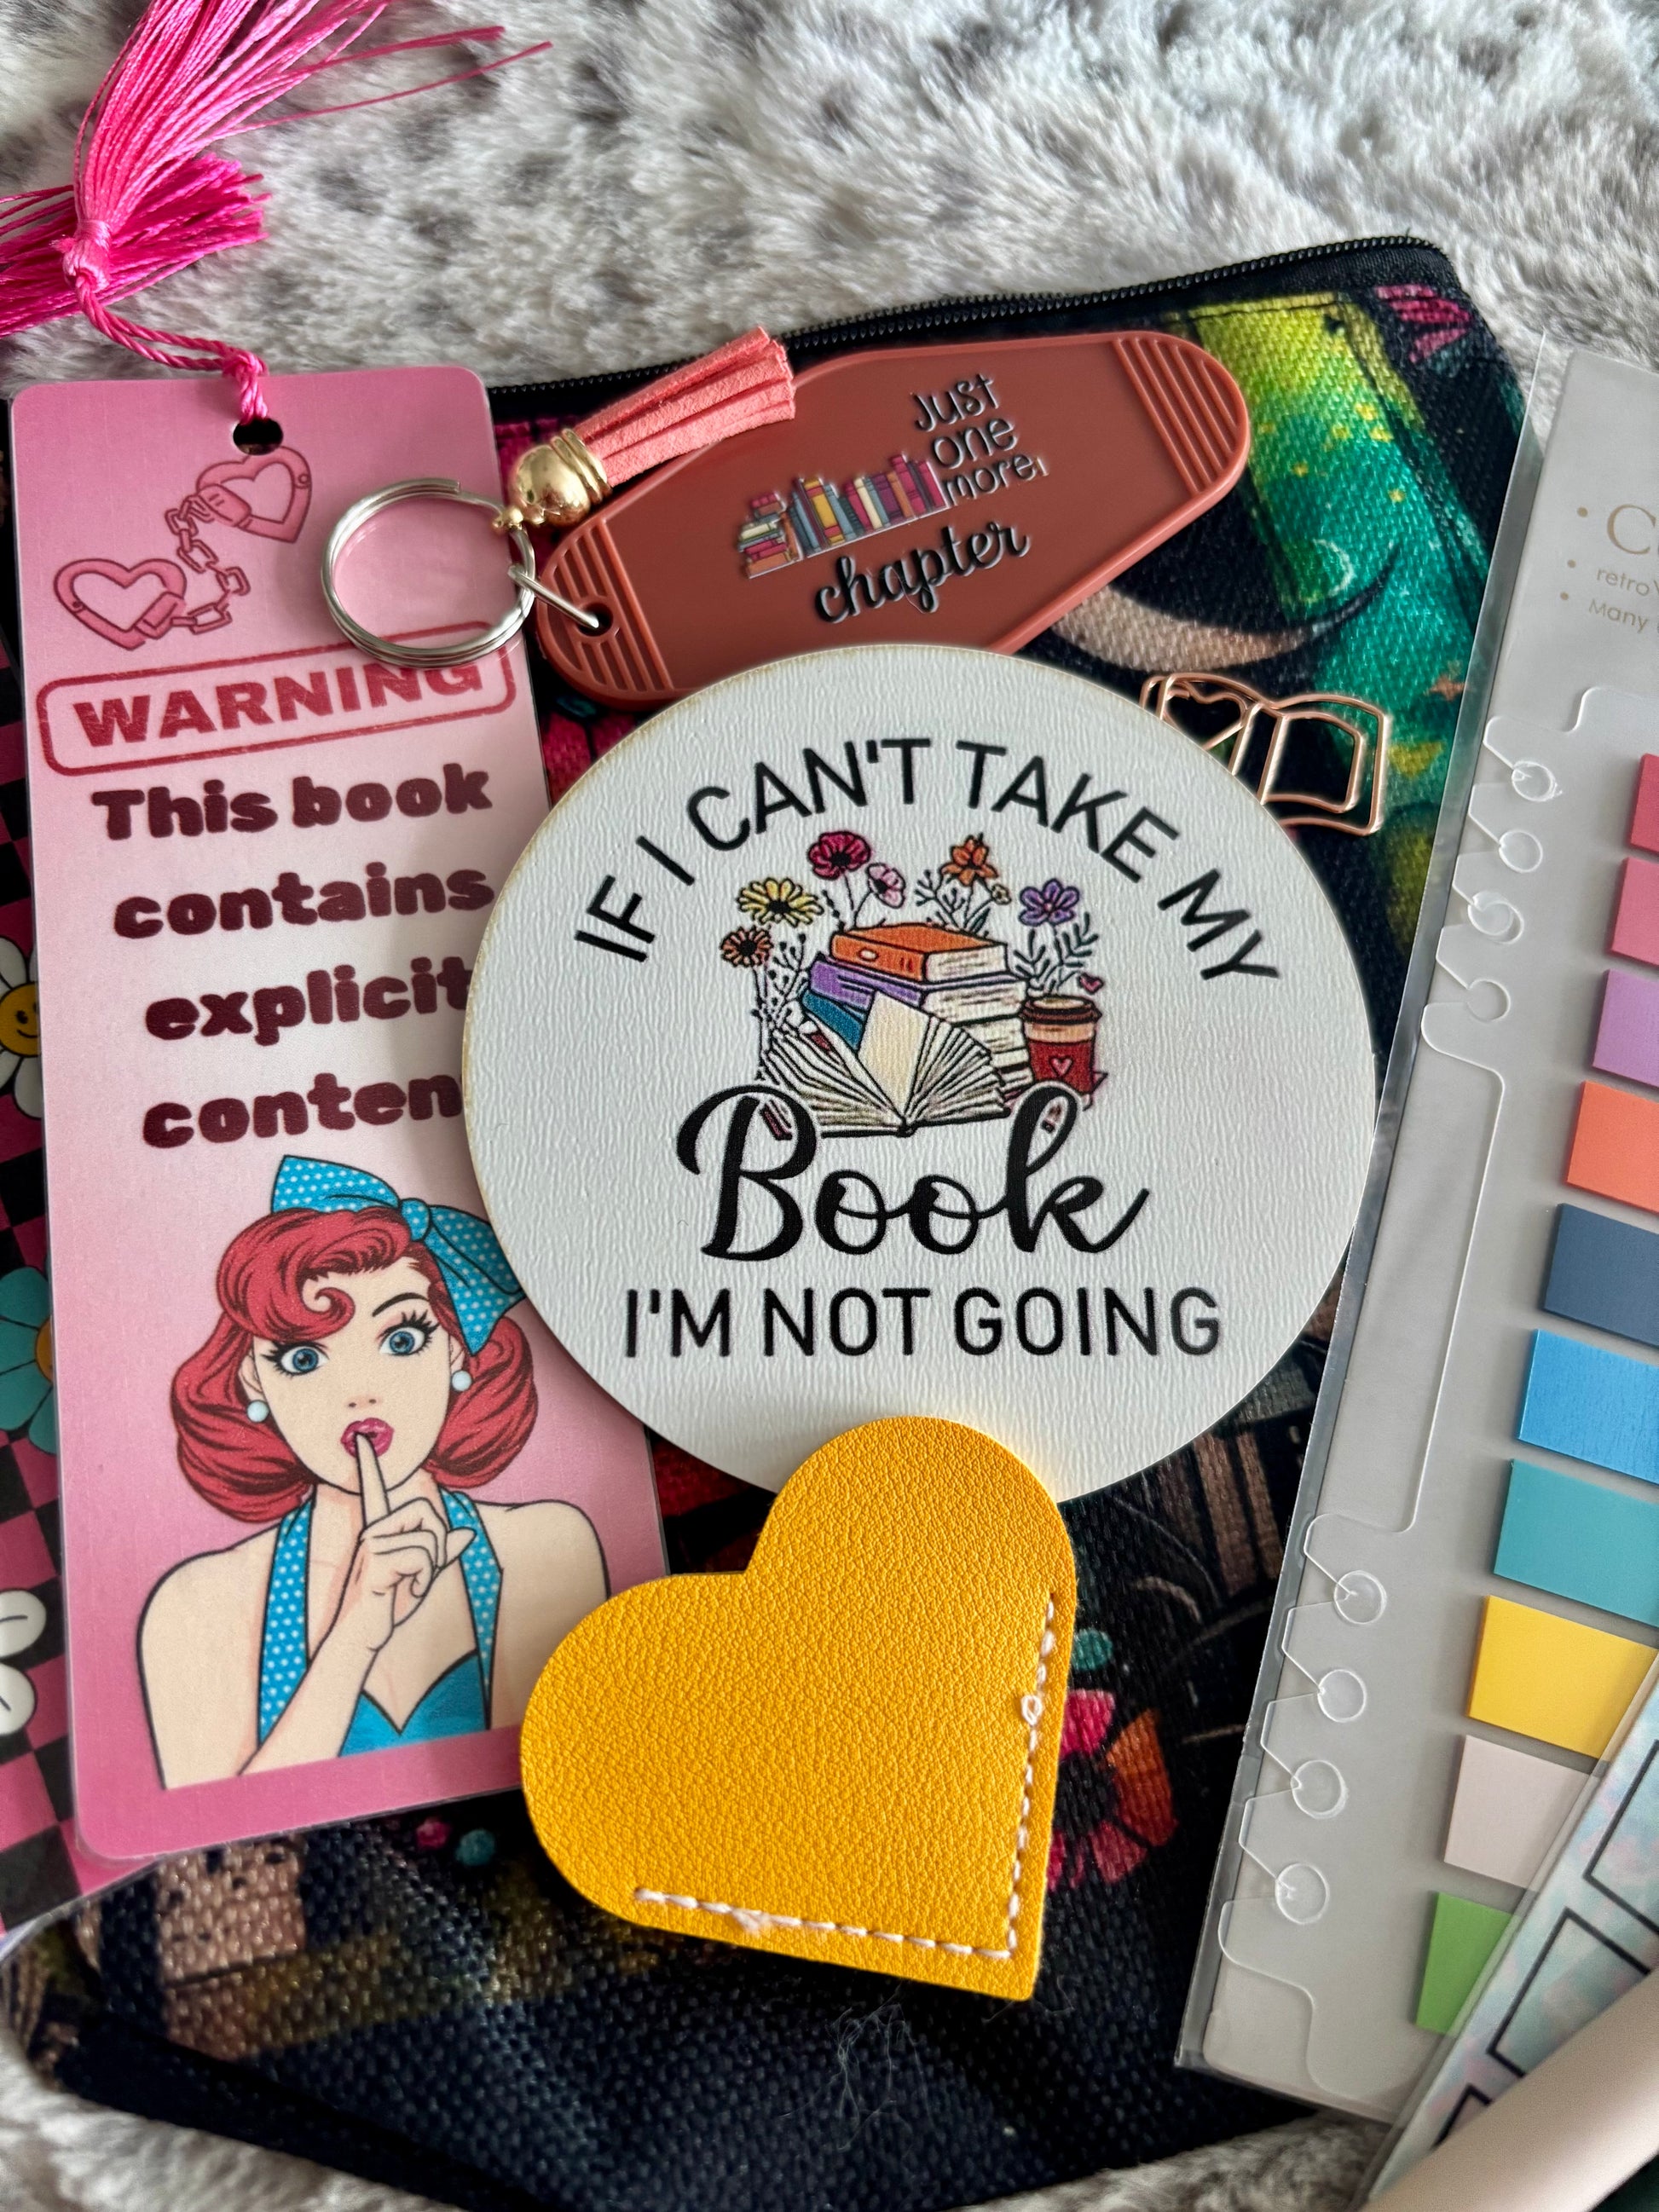 WARNING
This book
contains
explicit
conten
Just
one
more
chapter
IF I CAN'T TAKE MY
Book
I'M NOT GOING
retro
Many